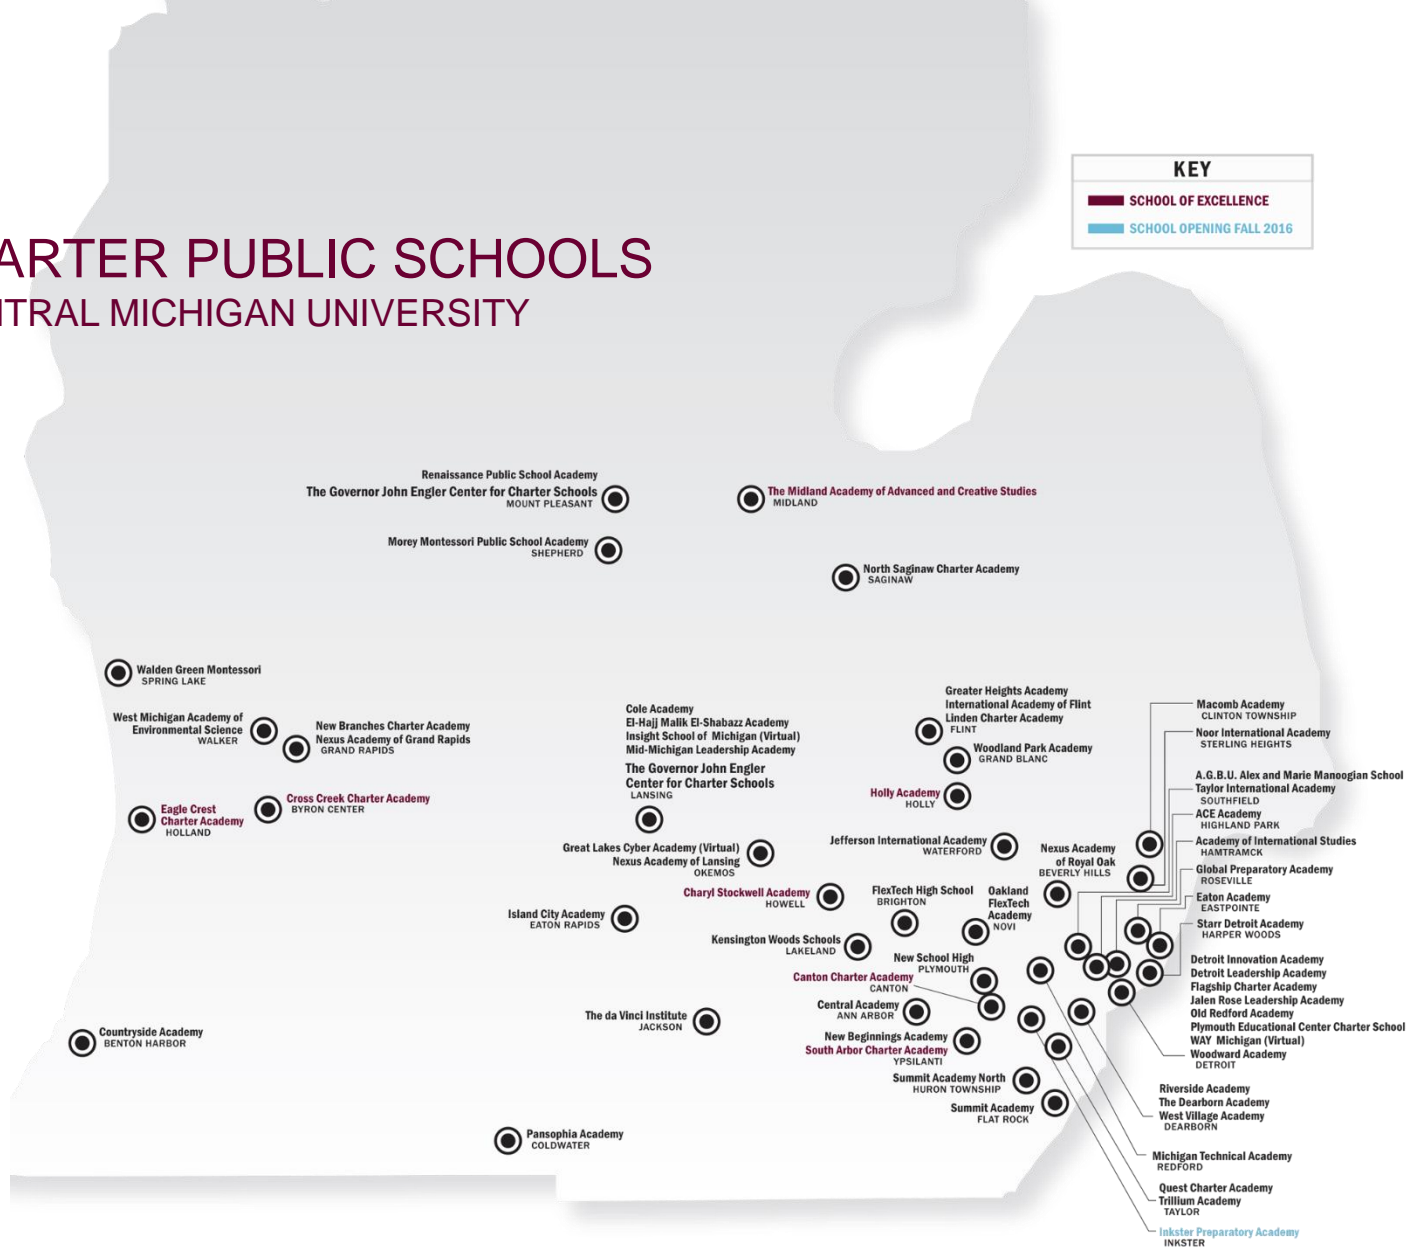 KEY
SCHOOL OF EXCELLENCE
SCHOOL OPENING FALL 2016
ARTER PUBLIC SCHOOLS
NTRAL MICHIGAN UNIVERSITY
Renaissance Public School Academy
The Governor John Engler Center for Charter Schools
MOUNT PLEASANT
The Midland Academy of Advanced and Creative Studies
MIDLAND
Morey Montessori Public School Academy
SHEPHERD
North Saginaw Charter Academy
SAGINAW
Walden Green Montessori
SPRING LAKE
West Michigan Academy of
Environmental Science
WALKER
New Branches Charter Academy
Nexus Academy of Grand Rapids
GRAND RAPIDS
Cole Academy
El-Hajj Malik El-Shabazz Academy
Insight School of Michigan (Virtual)
Mid-Michigan Leadership Academy
The Governor John Engler
Center for Charter Schools
LANSING
Greater Heights Academy
International Academy of Flint
Linden Charter Academy
FLINT
Woodland Park Academy
GRAND BLANC
Holly Academy
HOLLY
Eagle Crest
Charter Academy
HOLLAND
Cross Creek Charter Academy
BYRON CENTER
Great Lakes Cyber Academy (Virtual)
Nexus Academy of Lansing
OKEMOS
Jefferson International Academy
WATERFORD
Nexus Academy
of Royal Oak
BEVERLY HILLS
Charyl Stockwell Academy
HOWELL
FlexTech High School
BRIGHTON
Oakland
FlexTech
Academy
NOVI
Island City Academy
EATON RAPIDS
Kensington Woods Schools
LAKELAND
New School High
PLYMOUTH
Canton Charter Academy
CANTON
Central Academy
ANN ARBOR
The da Vinci Institute
JACKSON
Countryside Academy
BENTON HARBOR
New Beginnings Academy
South Arbor Charter Academy
YPSILANTI
Summit Academy North
HURON TOWNSHIP
Summit Academy
FLAT ROCK
Pansophia Academy
COLDWATER
Macomb Academy
CLINTON TOWNSHIP
Noor International Academy
STERLING HEIGHTS
A.G.B.U. Alex and Marie Manoogian School
Taylor International Academy
SOUTHFIELD
ACE Academy
HIGHLAND PARK
Academy of International Studies
HAMTRAMCK
Global Preparatory Academy
ROSEVILLE
Eaton Academy
EASTPOINTE
Starr Detroit Academy
HARPER WOODS
Detroit Innovation Academy
Detroit Leadership Academy
Flagship Charter Academy
Jalen Rose Leadership Academy
Old Redford Academy
Plymouth Educational Center Charter School
WAY Michigan (Virtual)
Woodward Academy
DETROIT
Riverside Academy
The Dearborn Academy
West Village Academy
DEARBORN
Michigan Technical Academy
REDFORD
Quest Charter Academy
Trillium Academy
TAYLOR
Inkster Preparatory Academy
INKSTER